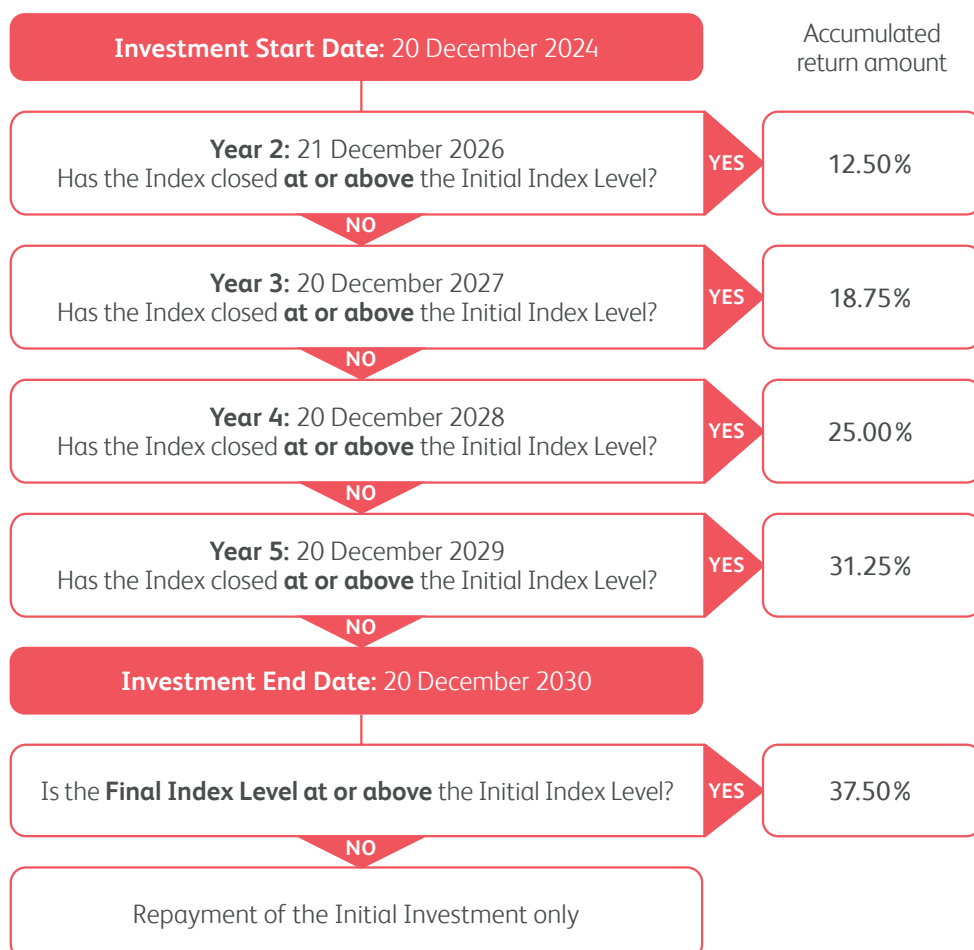 Investment Start Date: 20 December 2024
Accumulated
return amount
Year 2: 21 December 2026
Has the Index closed at or above the Initial Index Level?
YES
12.50%
NO
Year 3: 20 December 2027
Has the Index closed at or above the Initial Index Level?
YES
18.75%
NO
Year 4: 20 December 2028
Has the Index closed at or above the Initial Index Level?
YES
25.00%
NO
Year 5: 20 December 2029
Has the Index closed at or above the Initial Index Level?
YES
31.25%
NO
Investment End Date: 20 December 2030
Is the Final Index Level at or above the Initial Index Level?
YES
37.50%
NO
Repayment of the Initial Investment only